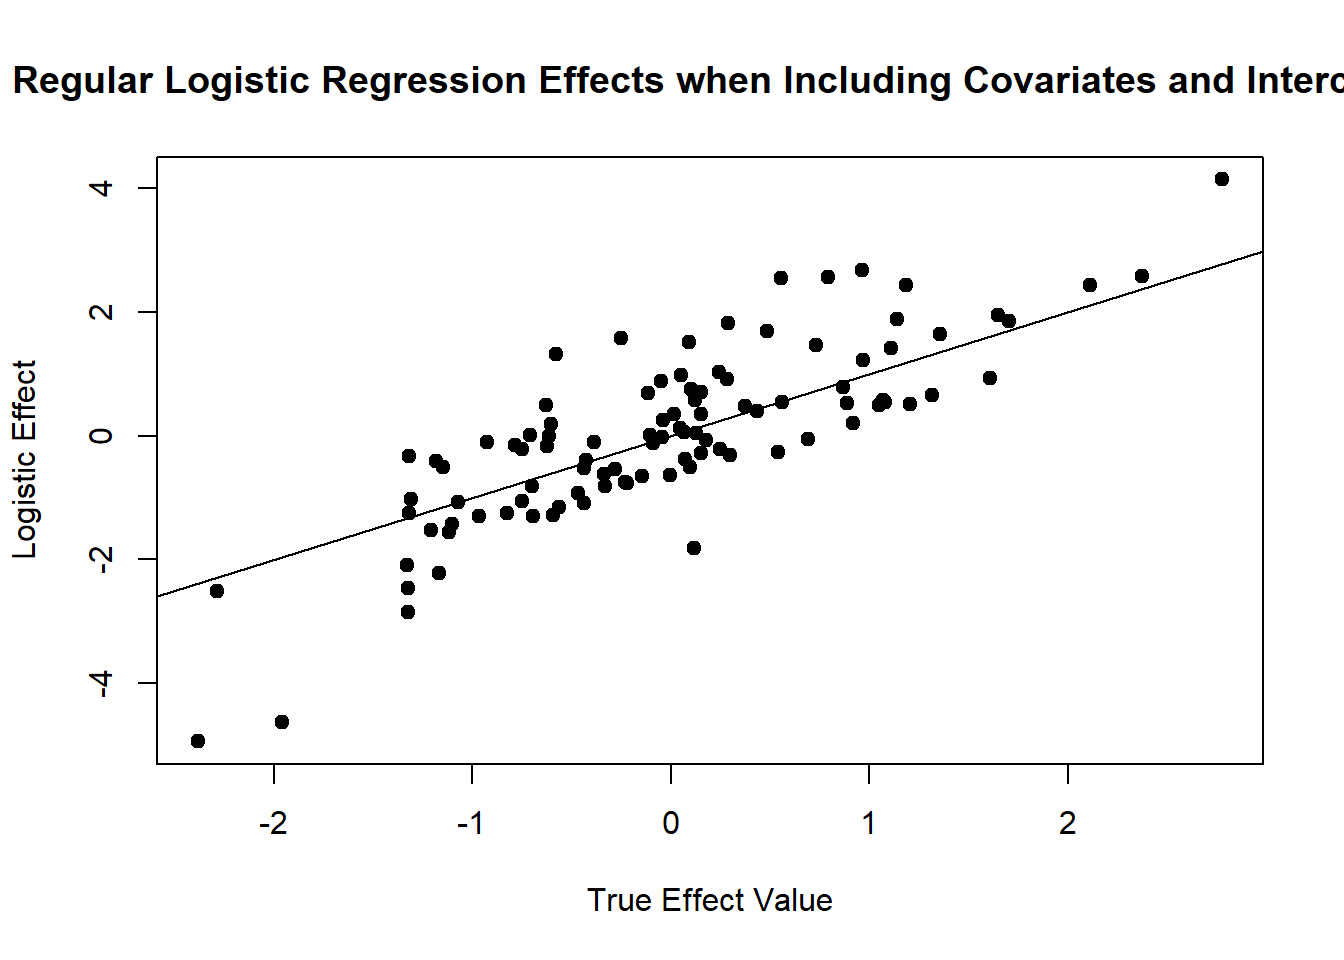 Regular Logistic Regression Effects when Including Covariates and Interc
4
2
0
-2
-4
Logistic Effect
-2 -1 0 1 2
True Effect Value